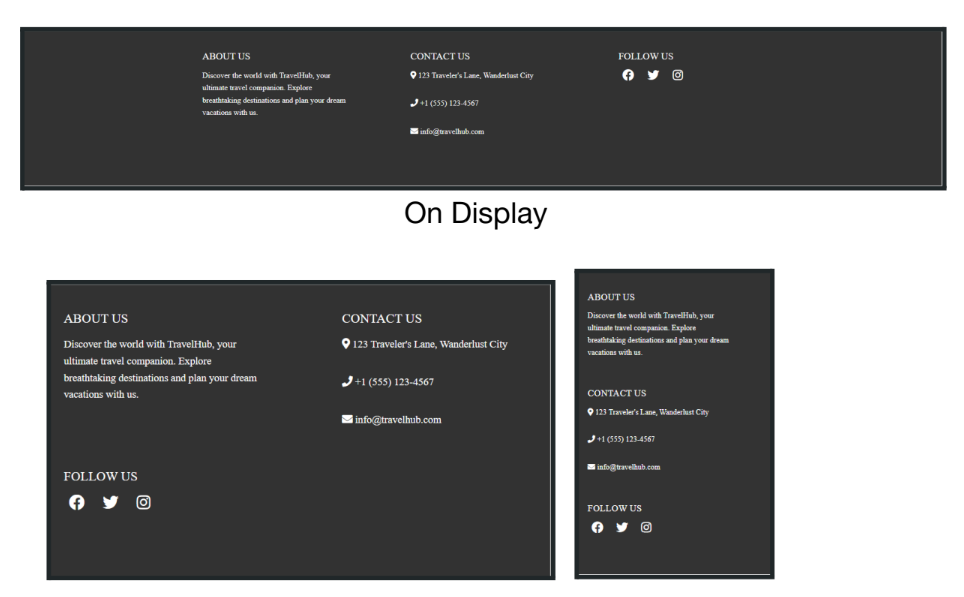 ABOUT US
Discover the world with TravelHub, your
ultimate travel companion. Explore
breathtaking destinations and plan your dream
vacations with us.
CONTACT US
123 Traveler's Lane, Wanderlust City
+1 (555) 123-4567
info@travelhub.com
FOLLOW US
On Display
ABOUT US
Discover the world with TravelHub, your
ultimate travel companion. Explore
breathtaking destinations and plan your dream
vacations with us.
CONTACT US
123 Traveler's Lane, Wanderlust City
+1 (555) 123-4567
info@travelhub.com
FOLLOW US
ABOUT US
Discover the world with TravelHub, your
ultimate travel companion. Explore
breathtaking destinations and plan your dream
vacations with us.
CONTACT US
123 Traveler's Lane, Wanderlust City
+1 (555) 123-4567
info@travelhub.com
FOLLOW US